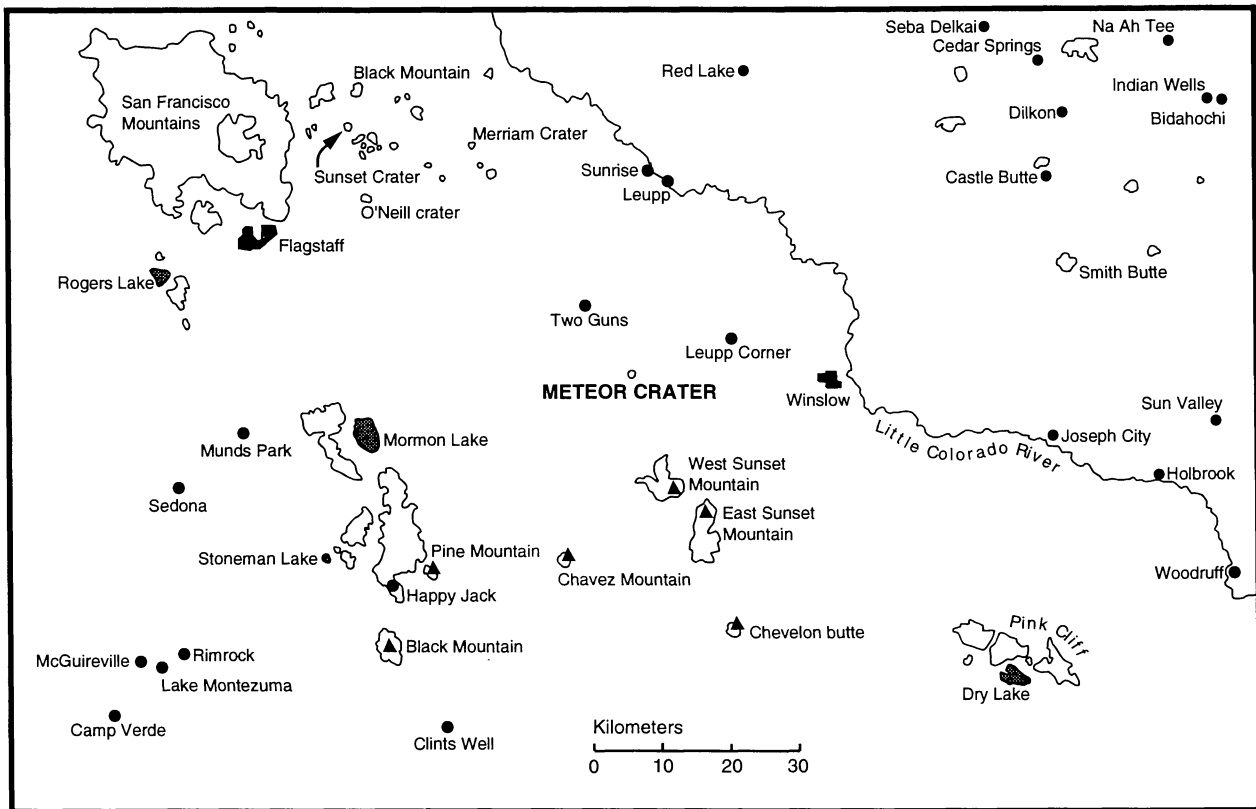 Seba Delkai
Na Ah Tee
Cedar Springs
Black Mountain
Red Lake
San Francisco
Mountains
Indian Wells
Bidahochi
Dilkon
Merriam Crater
Sunset Crater
Sunrise
Leupp
Castle Butte
O'Neill crater
Flagstaff
Rogers Lake
Smith Butte
Two Guns
Leupp Corner
METEOR CRATER
Winslow
Sun Valley
Little Colorado River
Joseph City
Munds Park
Mormon Lake
West Sunset
Mountain
Holbrook
Sedona
East Sunset
Mountain
Stoneman Lake
Pine Mountain
Chavez Mountain
Woodruff
Happy Jack
Pink Cliff
Chevelon butte
Black Mountain
McGuireville
Rimrock
Lake Montezuma
Dry Lake
Camp Verde
Clints Well
Kilometers
0 10 20 30